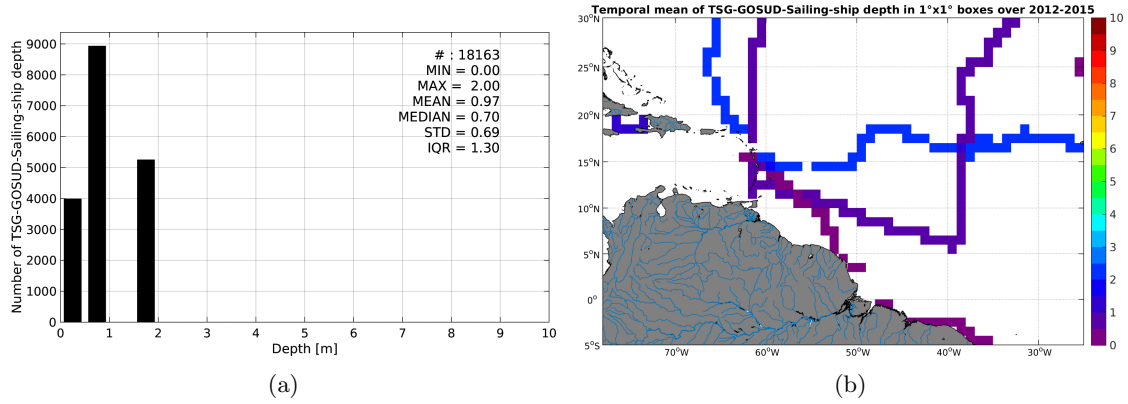 Number of TSG-GOSUD-Sailing-ship depth
9000
8000
7000
6000
5000
4000
3000
2000
1000
0
# : 18163
MIN = 0.00
MAX = 2.00
MEAN = 0.97
MEDIAN = 0.70
STD = 0.69
IQR = 1.30
0 1 2 3 4 5 6 7 8 9 10
Depth [m]
(a)
Temporal mean of TSG-GOSUD-Sailing-ship depth in 1°x1° boxes over 2012-2015
30°N
25°N
20°N
15°N
10°N
5°N
0°
5°S
70°W 60°W 50°W 40°W 30°W
10
9
8
7
6
5
4
3
2
1
0
(b)